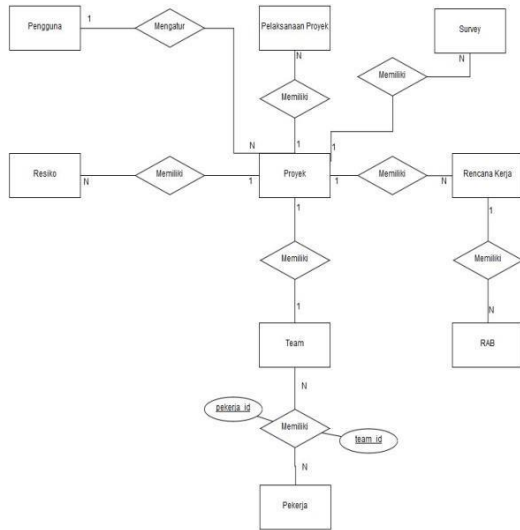 Pengguna
1
Mengatur
Pelaksanaan Proyek
Survey
N
N
Memiliki
Memiliki
N
1
1
Resiko
N
Memiliki
1
Proyek
1
Memiliki
N
Rencana Kerja
1
1
Memiliki
Memiliki
1
N
Team
RAB
N
pekerja_id
Memiliki
team_id
N
Pekerja